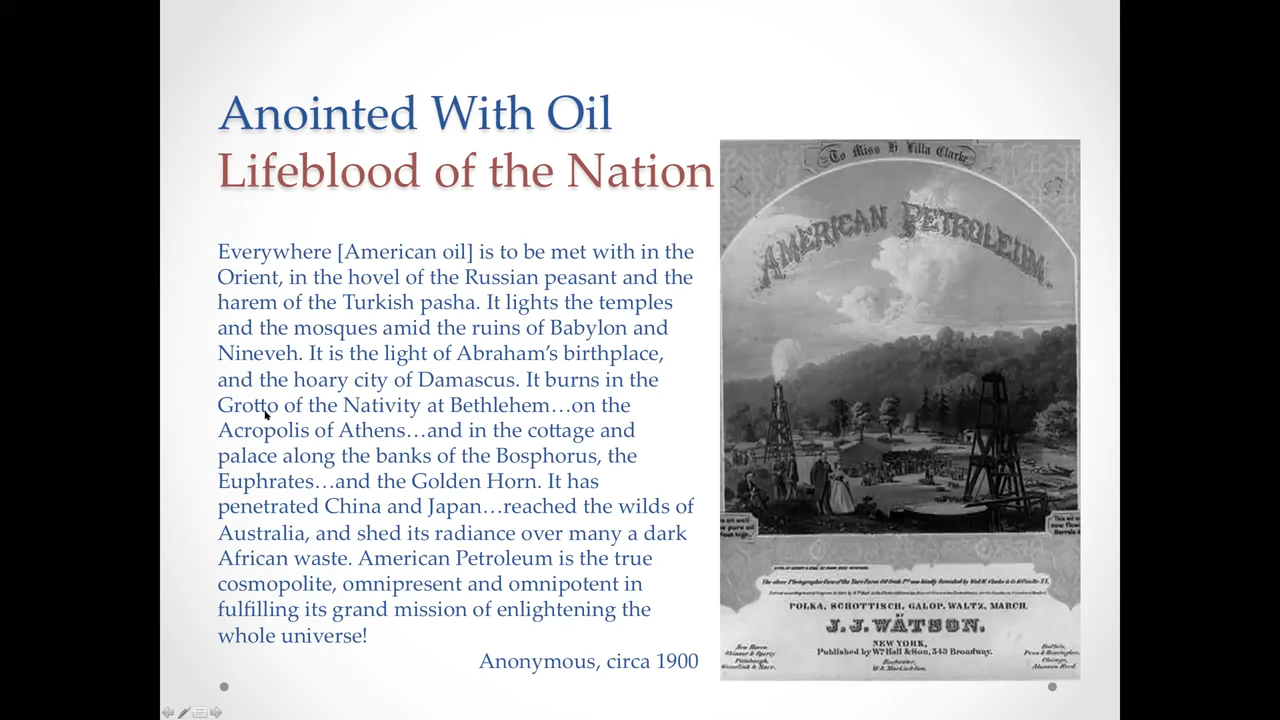 Anointed With Oil
Lifeblood of the Nation
Everywhere [American oil] is to be met with in the
Orient, in the hovel of the Russian peasant and the
harem of the Turkish pasha. It lights the temples
and the mosques amid the ruins of Babylon and
Nineveh. It is the light of Abraham’s birthplace,
and the hoary city of Damascus. It burns in the
Grotto of the Nativity at Bethlehem…on the
Acropolis of Athens…and in the cottage and
palace along the banks of the Bosphorus, the
Euphrates…and the Golden Horn. It has
penetrated China and Japan…reached the wilds of
Australia, and shed its radiance over many a dark
African waste. American Petroleum is the true
cosmopolite, omnipresent and omnipotent in
fulfilling its grand mission of enlightening the
whole universe!
Anonymous, circa 1900
To Miss H Lilla Clarke
AMERICAN PETROLEUM.
POLKA, SCHOTTISCH, GALOP, WALTZ, MARCH.
BY
J. J. WATSON.
NEW YORK,
Published by Wm Hall & Son, 543 Broadway.